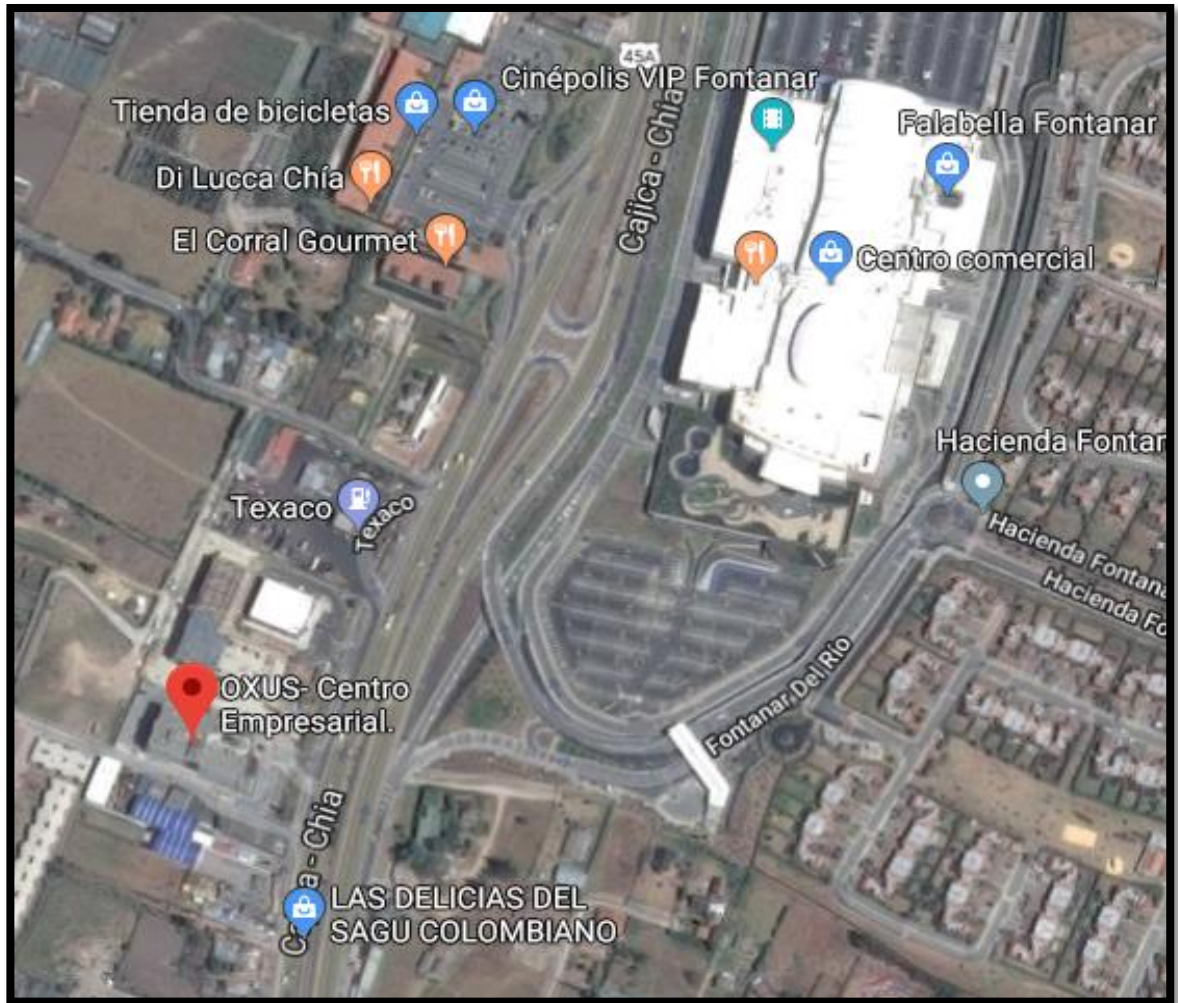 45A
Cinépolis VIP Fontanar
Tienda de bicicletas
Falabella Fontanar
Di Lucca Chía
Cajica - Chia
El Corral Gourmet
Centro comercial
Hacienda Fontan
Texaco
Texaco
Hacienda Fontana
Hacienda Fo
OXUS- Centro
Empresarial.
Fontanar Del Rio
Ca a - Chia
LAS DELICIAS DEL
SAGU COLOMBIANO